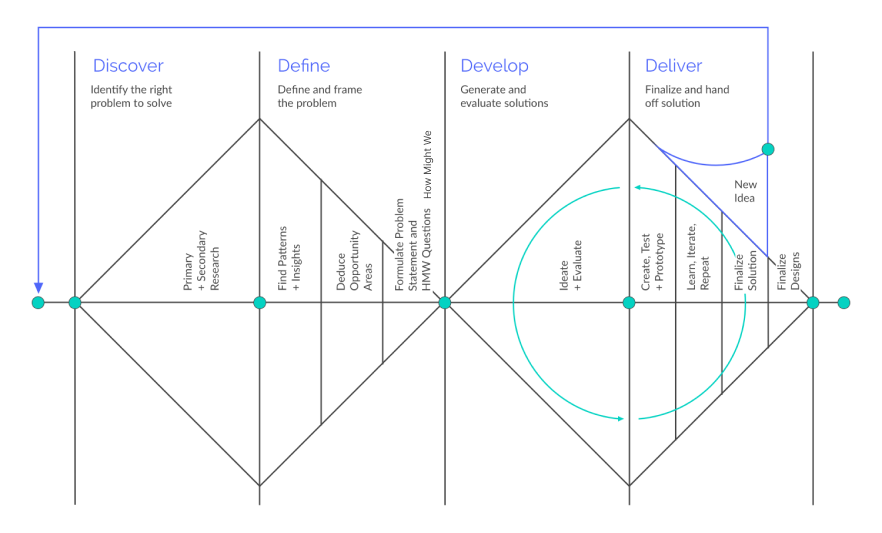 Discover
Identify the right
problem to solve
Define
Define and frame
the problem
Develop
Generate and
evaluate solutions
Deliver
Finalize and hand
off solution
Primary
+ Secondary
Research
Find Patterns
+ Insights
Deduce
Opportunity
Areas
Formulate Problem
Statement and
HMW Questions
How Might We
Ideate
+ Evaluate
Create, Test
+ Prototype
Learn, Iterate,
Repeat
New
Idea
Finalize
Solution
Finalize
Designs